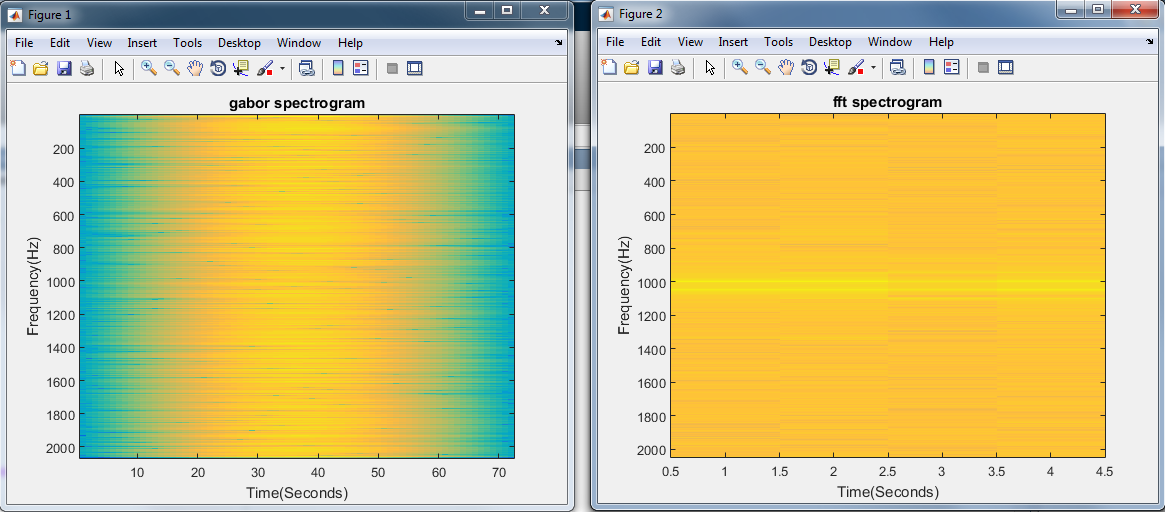 Figure 1
File Edit View Insert Tools Desktop Window Help
gabor spectrogram
Frequency(Hz)
200
400
600
800
1000
1200
1400
1600
1800
2000
10 20 30 40 50 60 70
Time(Seconds)
Figure 2
File Edit View Insert Tools Desktop Window Help
fft spectrogram
Frequency(Hz)
200
400
600
800
1000
1200
1400
1600
1800
2000
0.5 1 1.5 2 2.5 3 3.5 4 4.5
Time(Seconds)